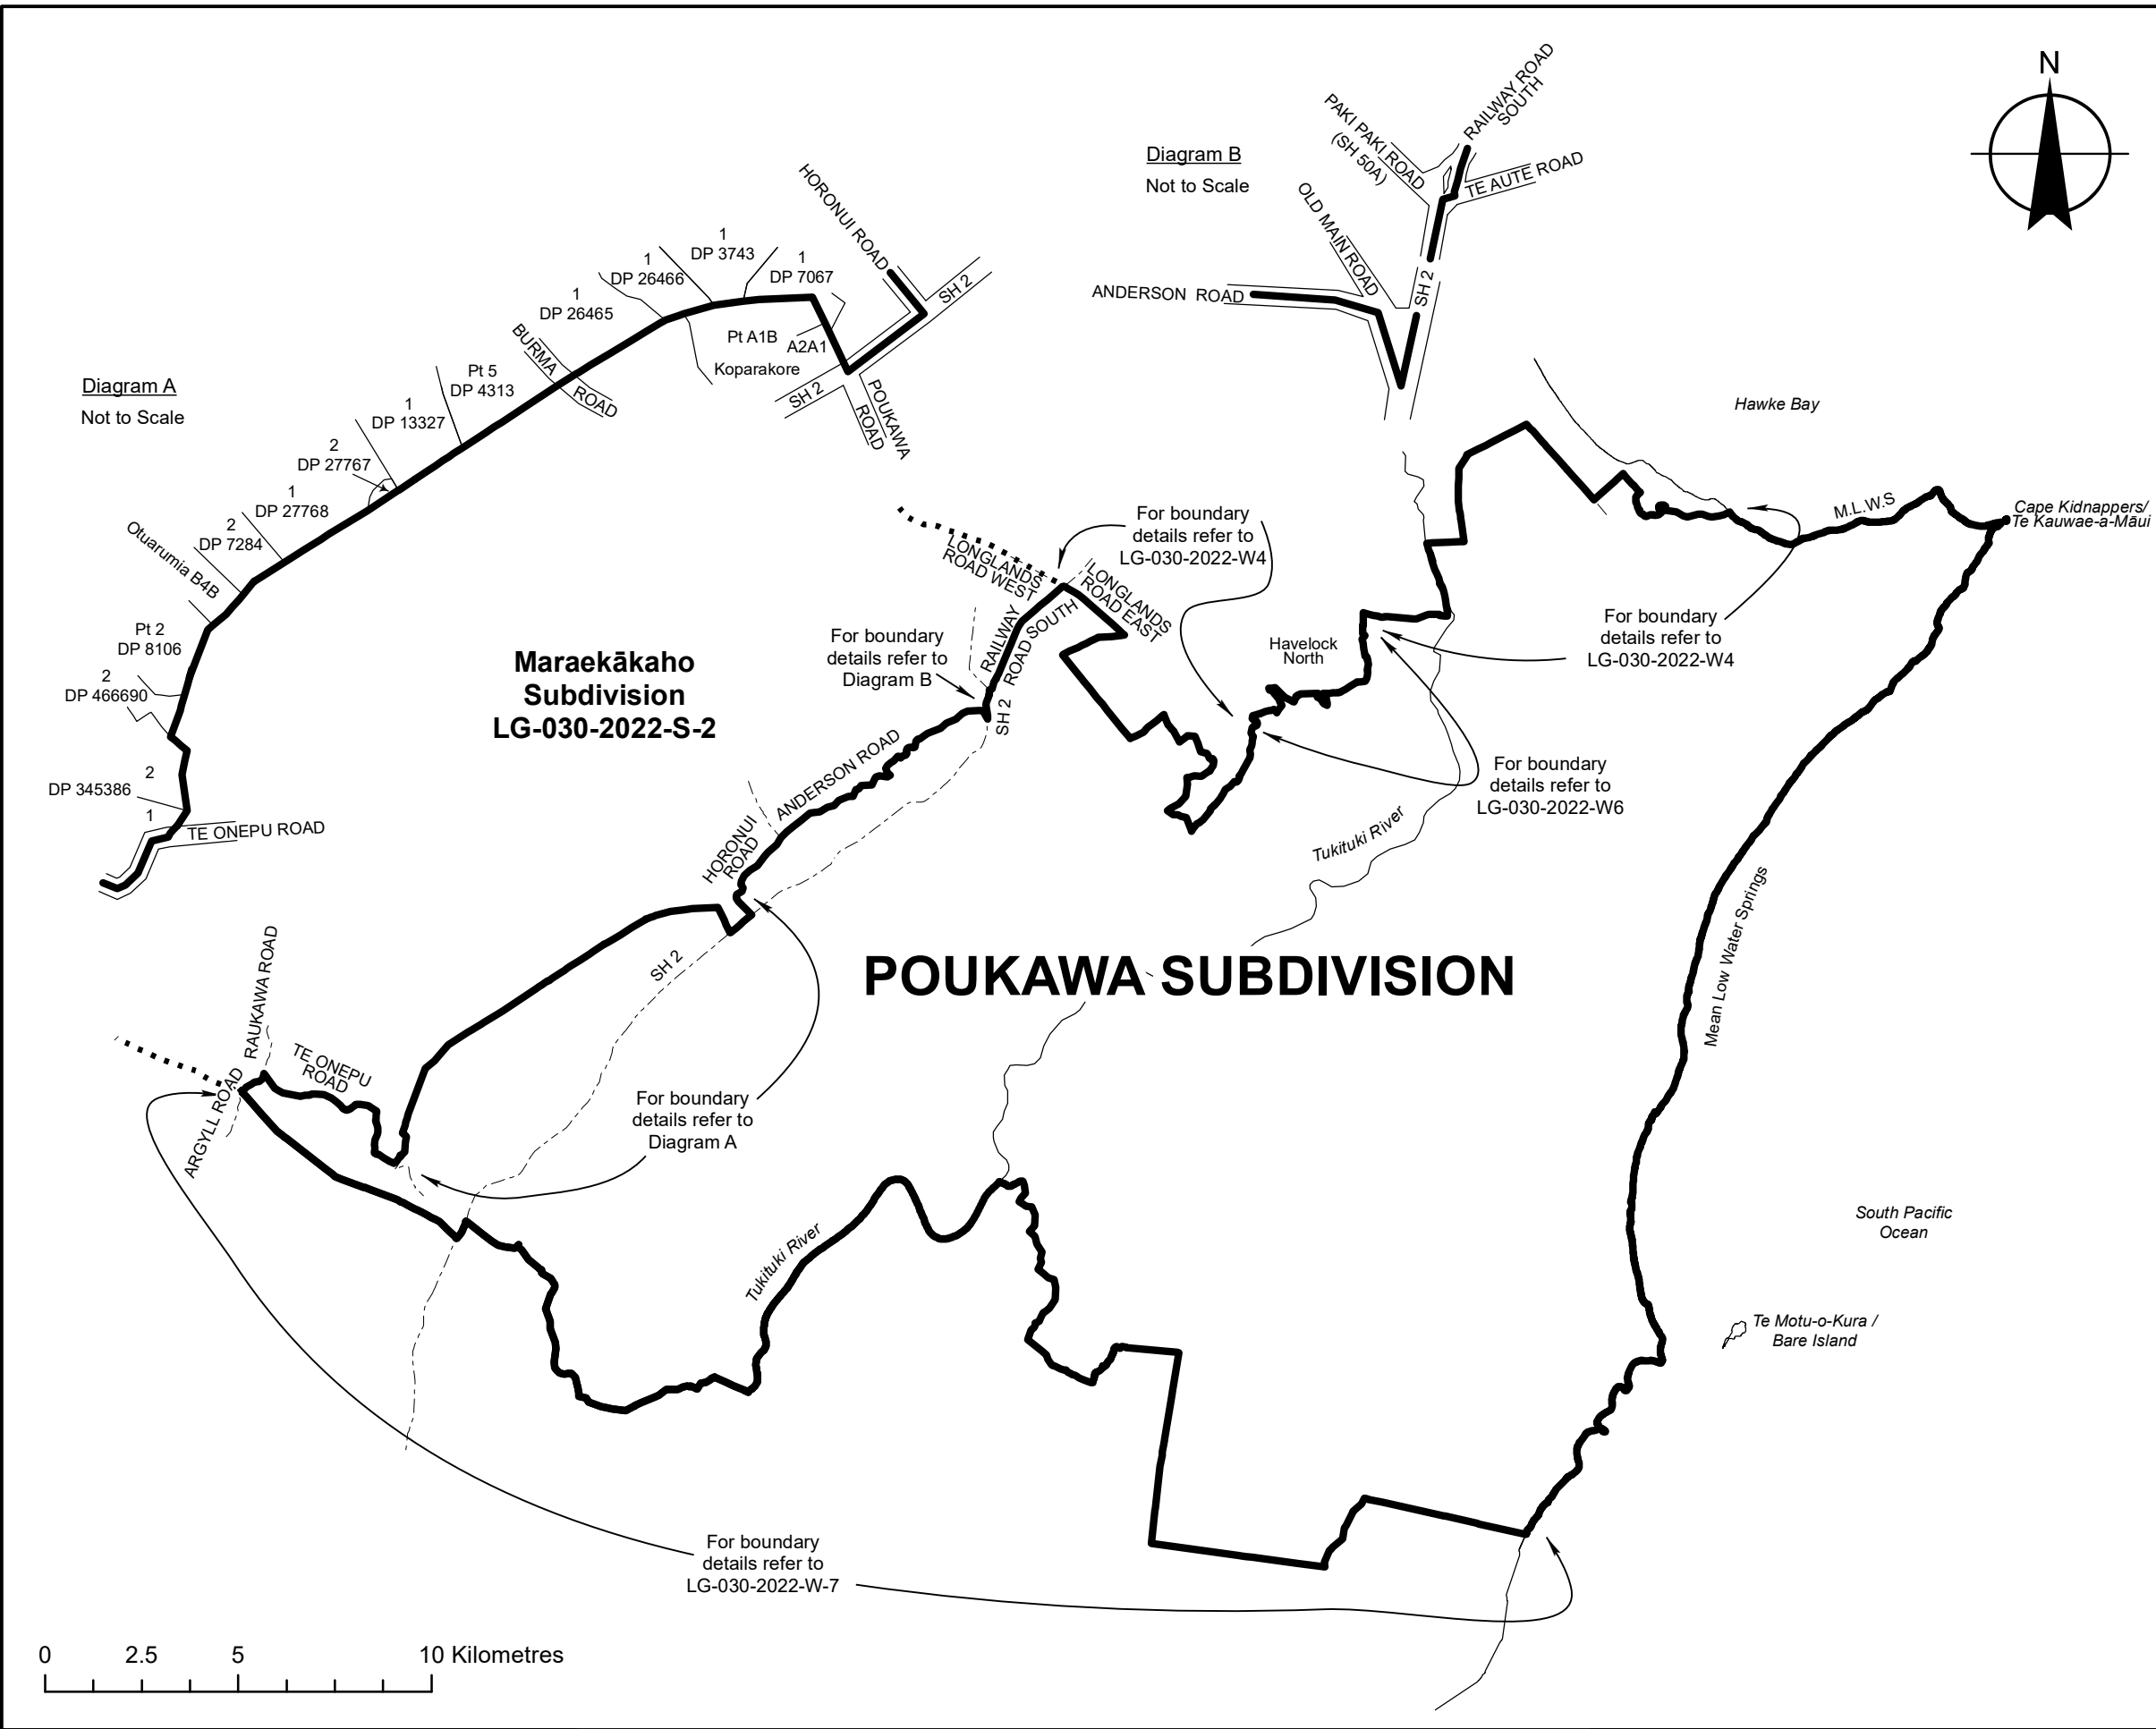 N
Diagram B
Not to Scale
PAKI PAKI ROAD
(SH 50A)
RAILWAY ROAD
SOUTH
TE AUTE ROAD
OLD MAIN ROAD
ANDERSON ROAD
SH 2
Diagram A
Not to Scale
HORONUI ROAD
SH 2
1
DP 7067
1
DP 3743
1
DP 26466
1
DP 26465
Pt A1B
A2A1
Koparakore
SH 2
POUKAWA
ROAD
BURMA
ROAD
Pt 5
DP 4313
1
DP 13327
2
DP 27767
1
DP 27768
2
DP 7284
Otuarumia B4B
Pt 2
DP 8106
2
DP 466690
2
DP 345386
1
TE ONEPU ROAD
Hawke Bay
M.L.W.S
Cape Kidnappers/
Te Kauwae-a-Māui
For boundary
details refer to
LG-030-2022-W4
LONGLANDS
ROAD WEST
LONGLANDS
ROAD EAST
RAILWAY
ROAD SOUTH
For boundary
details refer to
Diagram B
Maraekākaho
Subdivision
LG-030-2022-S-2
Havelock
North
For boundary
details refer to
LG-030-2022-W4
For boundary
details refer to
LG-030-2022-W6
SH 2
ANDERSON ROAD
HORONUI
ROAD
Tukituki River
Mean Low Water Springs
SH 2
POUKAWA SUBDIVISION
RAUKAWA ROAD
TE ONEPU
ROAD
ARGYLL ROAD
For boundary
details refer to
Diagram A
Tukituki River
South Pacific
Ocean
Te Motu-o-Kura /
Bare Island
For boundary
details refer to
LG-030-2022-W-7
0 2.5 5 10 Kilometres